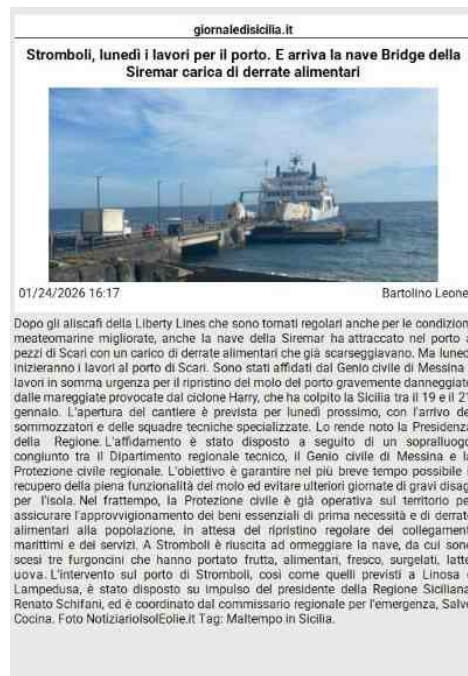 giornaledisicilia.it
Stromboli, lunedì i lavori per il porto. E arriva la nave Bridge della
Siremar carica di derrate alimentari
01/24/2026 16:17
Bartolino Leone
Dopo gli aliscafi della Liberty Lines che sono tornati regolari anche per le condizion
meateomarine migliorate, anche la nave della Siremar ha attraccato nel porto a
pezzi di Scari con un carico di derrate alimentari che già scarseggiavano. Ma luned
inizieranno i lavori al porto di Scari. Sono stati affidati dal Genio civile di Messina
lavori in somma urgenza per il ripristino del molo del porto gravemente danneggiate
dalle mareggiate provocate dal ciclone Harry, che ha colpito la Sicilia tra il 19 e il 21
gennaio. L'apertura del cantiere è prevista per lunedì prossimo, con l'arrivo de
sommozzatori e delle squadre tecniche specializzate. Lo rende noto la Presidenza
della Regione. L'affidamento è stato disposto a seguito di un sopralluogo
congiunto tra il Dipartimento regionale tecnico, il Genio civile di Messina e la
Protezione civile regionale. L'obiettivo è garantire nel più breve tempo possibile
recupero della piena funzionalità del molo ed evitare ulteriori giornate di gravi disag
per l'isola. Nel frattempo, la Protezione civile è già operativa sul territorio pe
assicurare l'approvvigionamento dei beni essenziali di prima necessità e di derrate
alimentari alla popolazione, in attesa del ripristino regolare dei collegament
marittimi e dei servizi. A Stromboli è riuscita ad ormeggiare la nave, da cui sono
scesi tre furgoncini che hanno portato frutta, alimentari, fresco, surgelati, latte
uova. L'intervento sul porto di Stromboli, così come quelli previsti a Linosa e
Lampedusa, è stato disposto su impulso del presidente della Regione Siciliana
Renato Schifani, ed è coordinato dal commissario regionale per l'emergenza, Salvo
Cocina. Foto NotiziarioIsolEolie.it Tag: Maltempo in Sicilia.